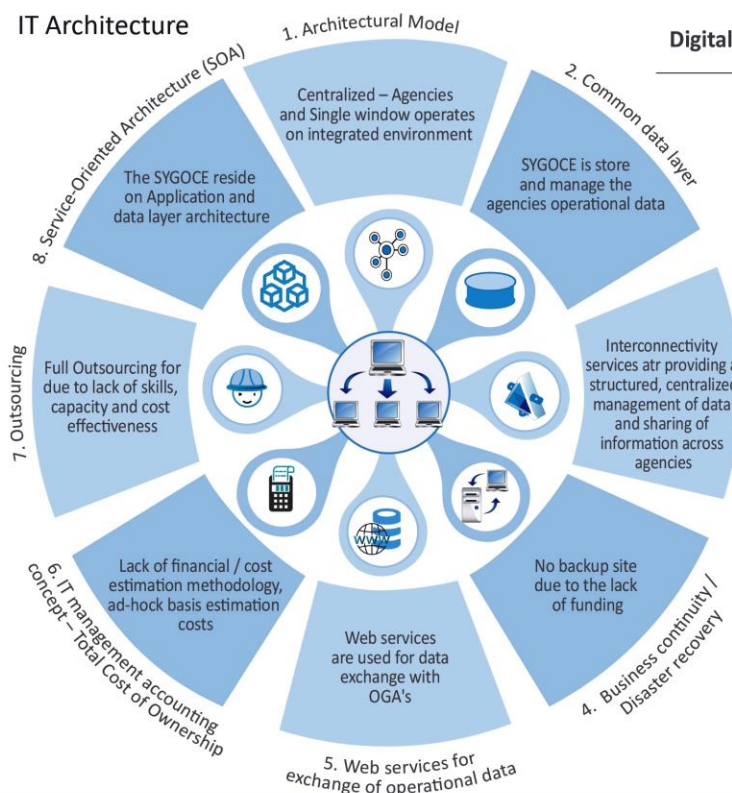 IT Architecture
Digital
1. Architectural Model
Centralized – Agencies
and Single window operates
on integrated environment
2. Common data layer
SYGOCE is store
and manage the
agencies operational data
Interconnectivity
services atr providing a
structured, centralized
management of data
and sharing of
information across
agencies
4. Business continuity /
Disaster recovery
No backup site
due to the lack
of funding
5. Web services for
exchange of operational data
Web services
are used for data
exchange with
OGA's
WWW
6. IT management accounting
concept – Total Cost of Ownership
Lack of financial / cost
estimation methodology,
ad-hock basis estimation
costs
7. Outsourcing
Full Outsourcing for
due to lack of skills,
capacity and cost
effectiveness
8. Service-Oriented Architecture (SOA)
The SYGOCE reside
on Application and
data layer architecture